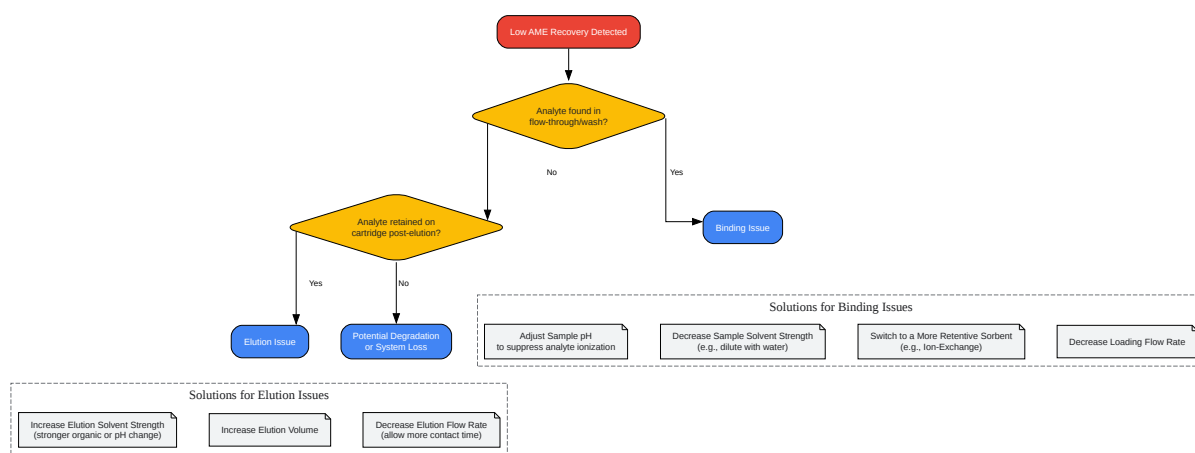 Low AME Recovery Detected
Analyte found in
flow-through/wash?
No
Yes
Analyte retained on
cartridge post-elution?
Binding Issue
Yes
No
Elution Issue
Potential Degradation
or System Loss
Solutions for Binding Issues
Adjust Sample pH
to suppress analyte ionization
Decrease Sample Solvent Strength
(e.g., dilute with water)
Switch to a More Retentive Sorbent
(e.g., Ion-Exchange)
Decrease Loading Flow Rate
Solutions for Elution Issues
Increase Elution Solvent Strength
(stronger organic or pH change)
Increase Elution Volume
Decrease Elution Flow Rate
(allow more contact time)